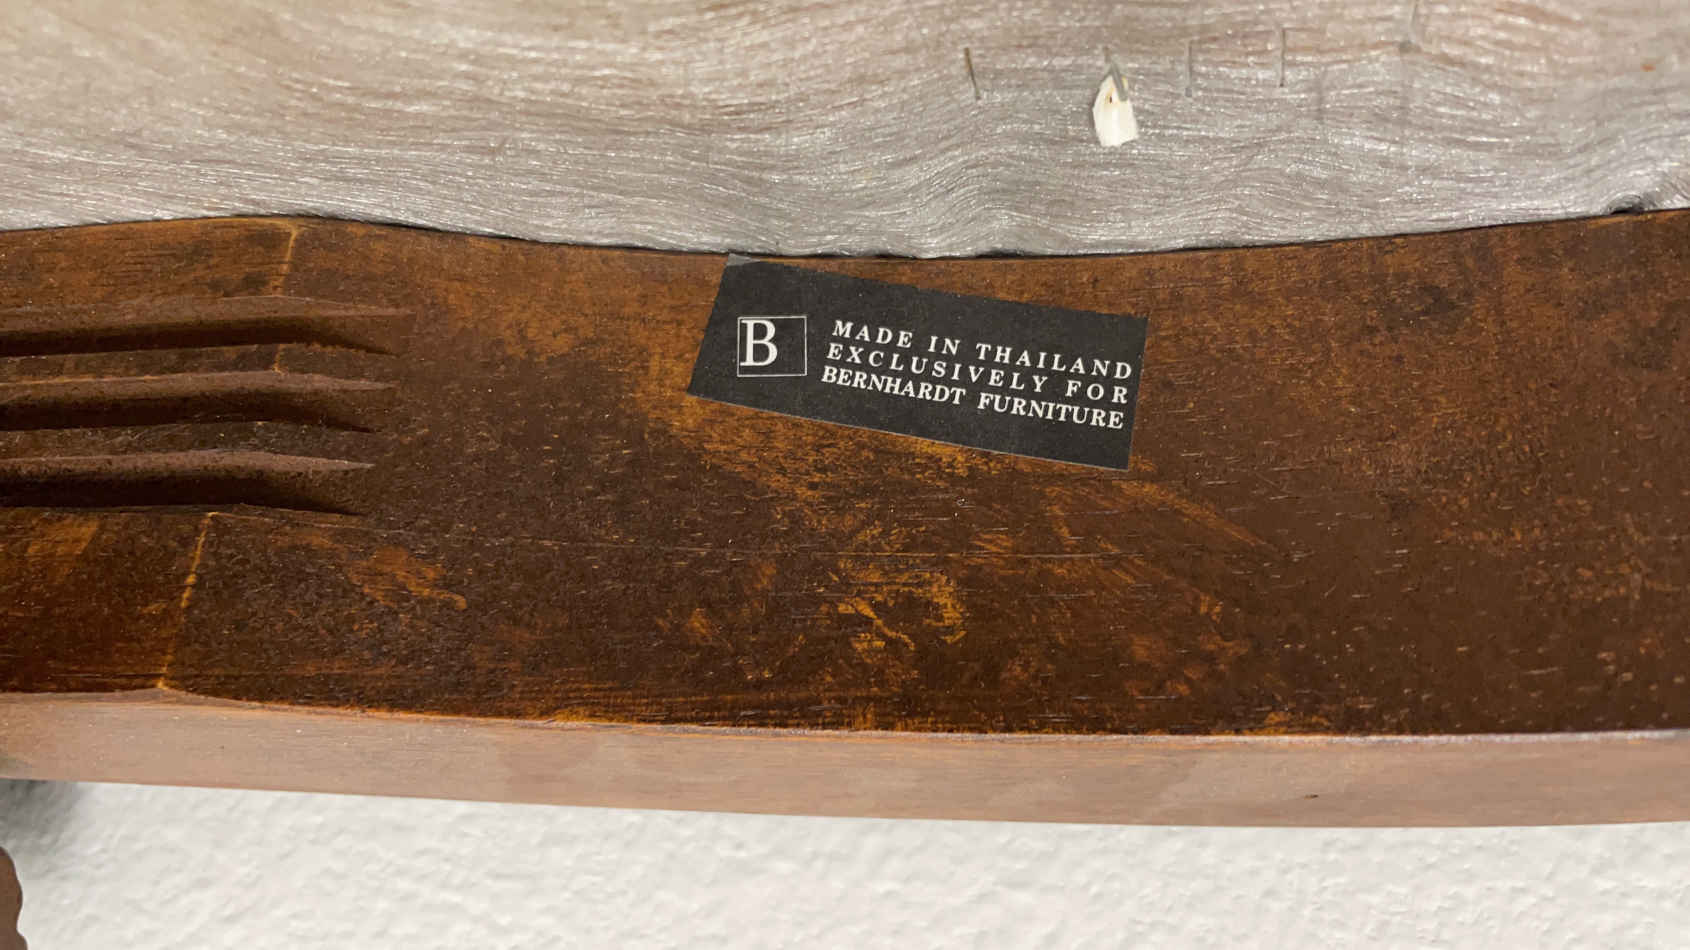 B
MADE IN THAILAND
EXCLUSIVELY FOR
BERNHARDT FURNITURE